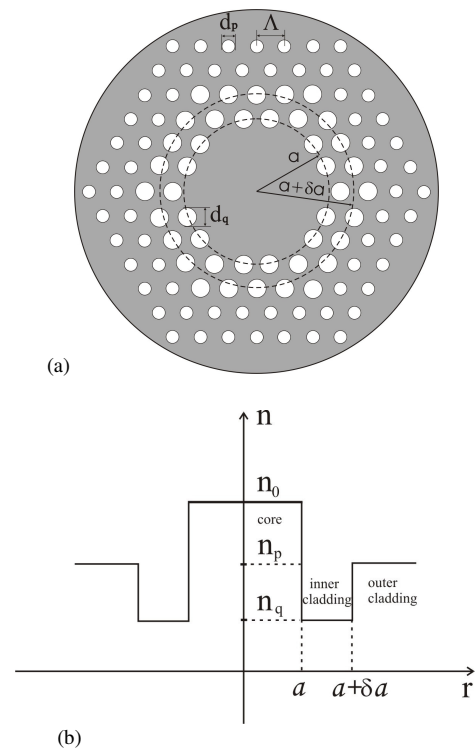 dp Λ
a
a+δa
dq
(a)
n
n0
core
np
inner cladding
outer cladding
nq
a a+δa r
(b)